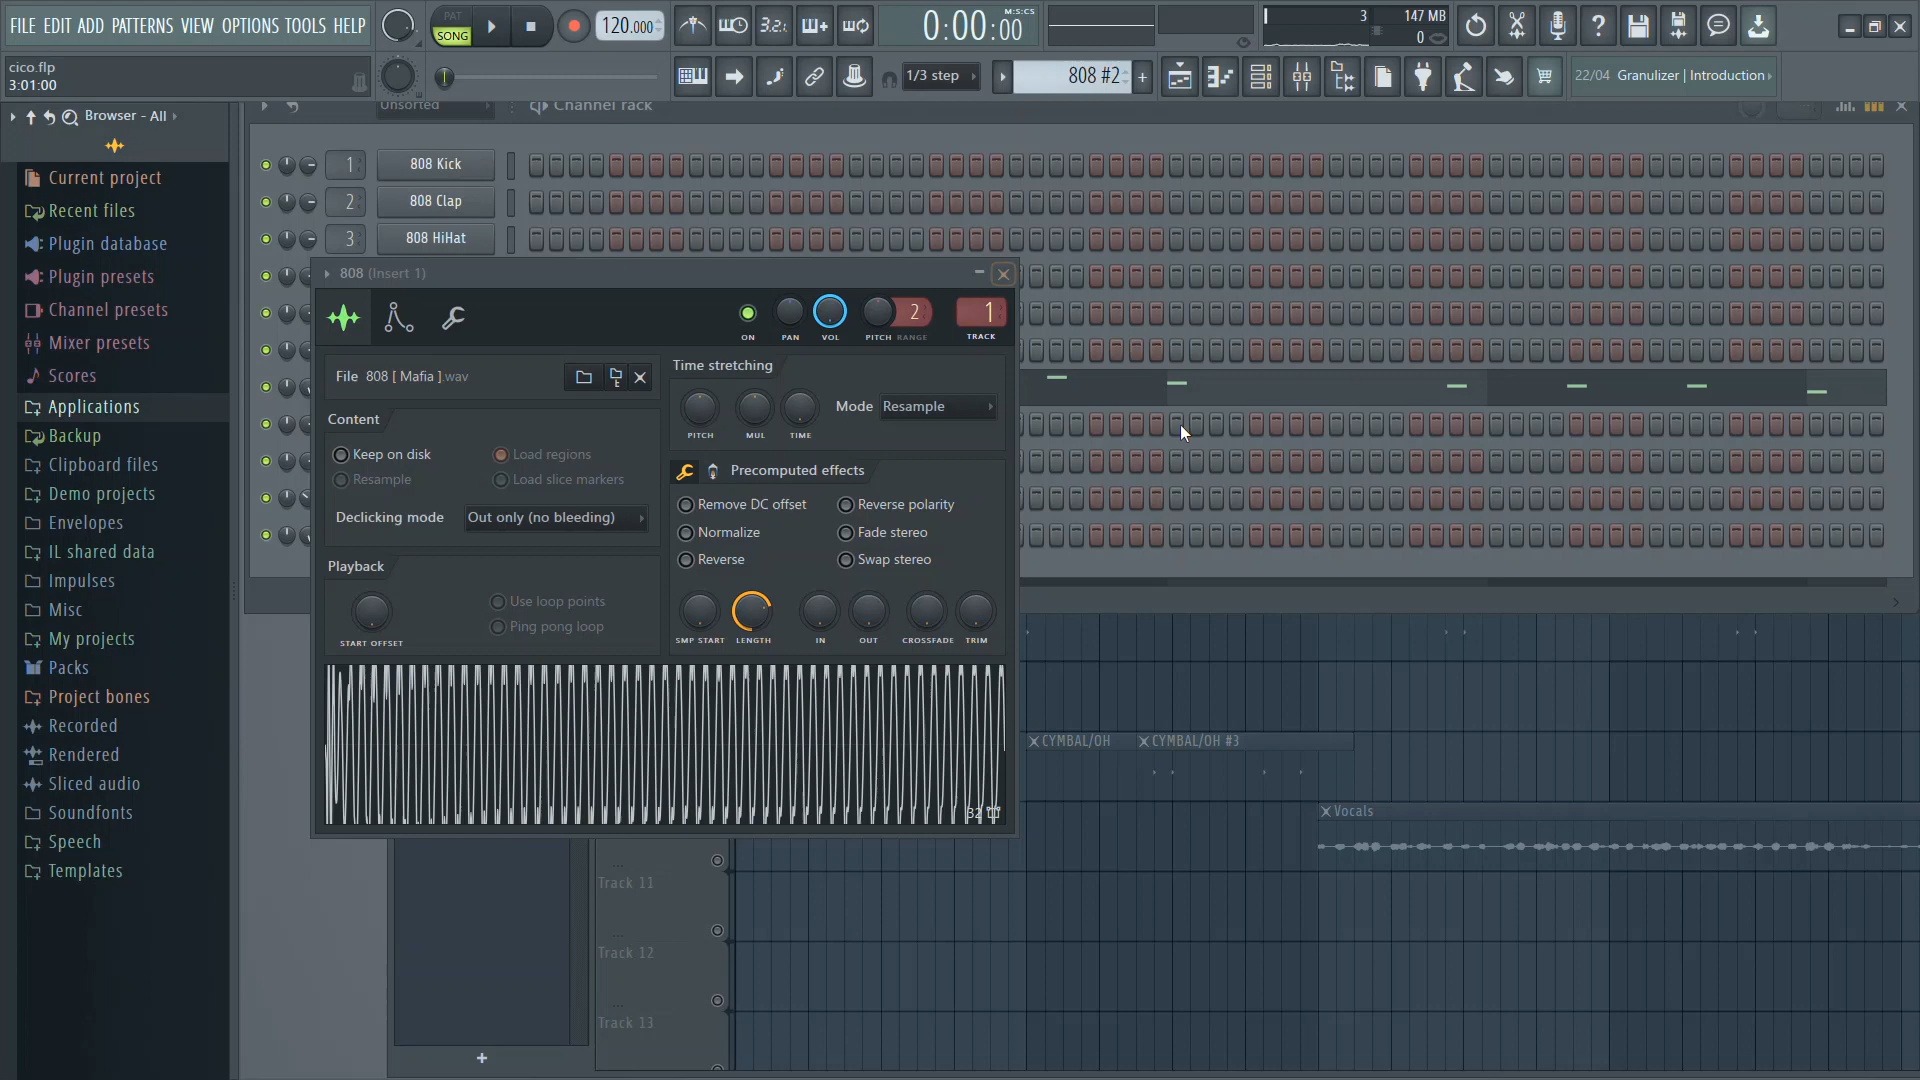 FILE EDIT ADD PATTERNS VIEW OPTIONS TOOLS HELP
PAT
SONG
120.000
3.2.1
0:00:00
M:S:CS
3
147 MB
0
cico.flp
3:01:00
1/3 step
808 #2
+
22/04 Granulizer | Introduction
Browser - All
Unsorted
Channel rack
Current project
Recent files
Plugin database
Plugin presets
Channel presets
Mixer presets
Scores
Applications
Backup
Clipboard files
Demo projects
Envelopes
IL shared data
Impulses
Misc
My projects
Packs
Project bones
Recorded
Rendered
Sliced audio
Soundfonts
Speech
Templates
1 808 Kick
2 808 Clap
3 808 HiHat
808 (Insert 1)
ON PAN VOL PITCH RANGE TRACK
2
1
File 808 [ Mafia ].wav
Content
Keep on disk
Load regions
Resample
Load slice markers
Declicking mode Out only (no bleeding)
Playback
START OFFSET
Use loop points
Ping pong loop
Time stretching
PITCH MUL TIME
Mode Resample
Precomputed effects
Remove DC offset
Reverse polarity
Normalize
Fade stereo
Reverse
Swap stereo
SMP START LENGTH IN OUT CROSSFADE TRIM
32
CYMBAL/OH
CYMBAL/OH #3
Vocals
Track 11
Track 12
Track 13
+